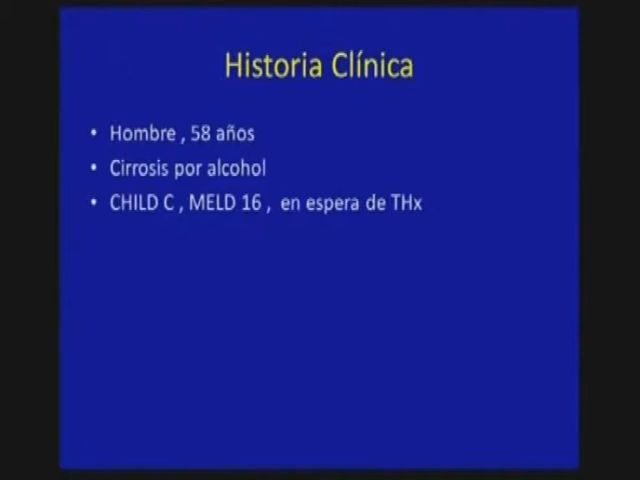 Historia Clínica
• Hombre , 58 años
• Cirrosis por alcohol
• CHILD C , MELD 16 ,  en espera de THx